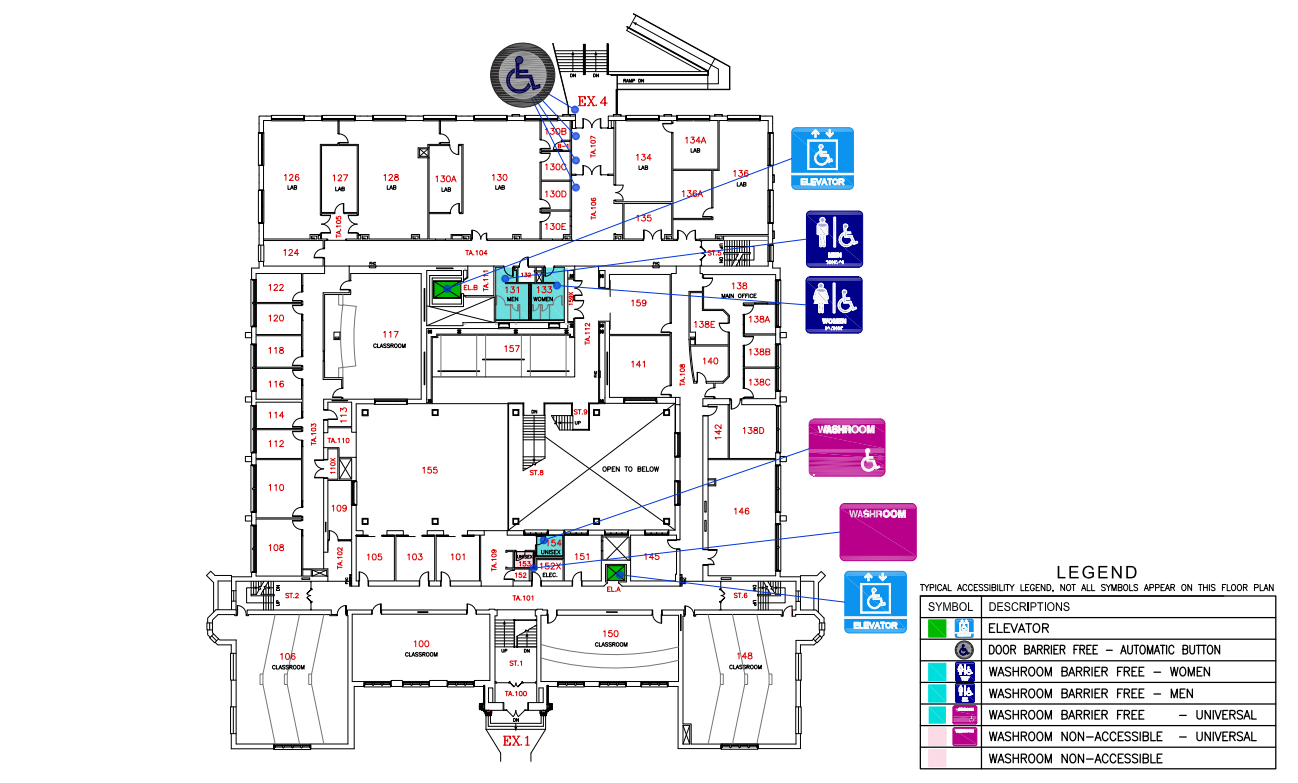 RAMP DN
DN DN
EX.4
130B
TA.107
134A
LAB
134
LAB
126
LAB
127
LAB
128
LAB
130A
LAB
130
LAB
130C
136
LAB
ELEVATOR
130D
136A
TA.106
130E
135
TA.105
124
TA.104
ST.5
MEN
122
TA.111
132
EL.B
131
MEN
133
WOMEN
159
138
MAIN OFFICE
WOMEN
120
117
CLASSROOM
TA.112
138E
138A
118
157
141
140
138B
116
TA.108
138C
114
113
DN
ST.9
UP
142
138D
112
TA.103
TA.110
WASHROOM
110X
155
ST.8
OPEN TO BELOW
110
109
146
WASHROOM
108
TA.102
105
103
101
TA.109
UNISEX
153
152
154
UNISEX
152X
ELEC.
151
145
EL.A
LEGEND
TYPICAL ACCESSIBILITY LEGEND, NOT ALL SYMBOLS APPEAR ON THIS FLOOR PLAN
ST.2
TA.101
ST.6
ELEVATOR
SYMBOL DESCRIPTIONS
ELEVATOR
DOOR BARRIER FREE - AUTOMATIC BUTTON
WASHROOM BARRIER FREE - WOMEN
WASHROOM BARRIER FREE - MEN
WASHROOM BARRIER FREE - UNIVERSAL
WASHROOM NON-ACCESSIBLE - UNIVERSAL
WASHROOM NON-ACCESSIBLE
106
CLASSROOM
100
CLASSROOM
UP DN
ST.1
150
CLASSROOM
148
CLASSROOM
TA.100
DN
EX.1